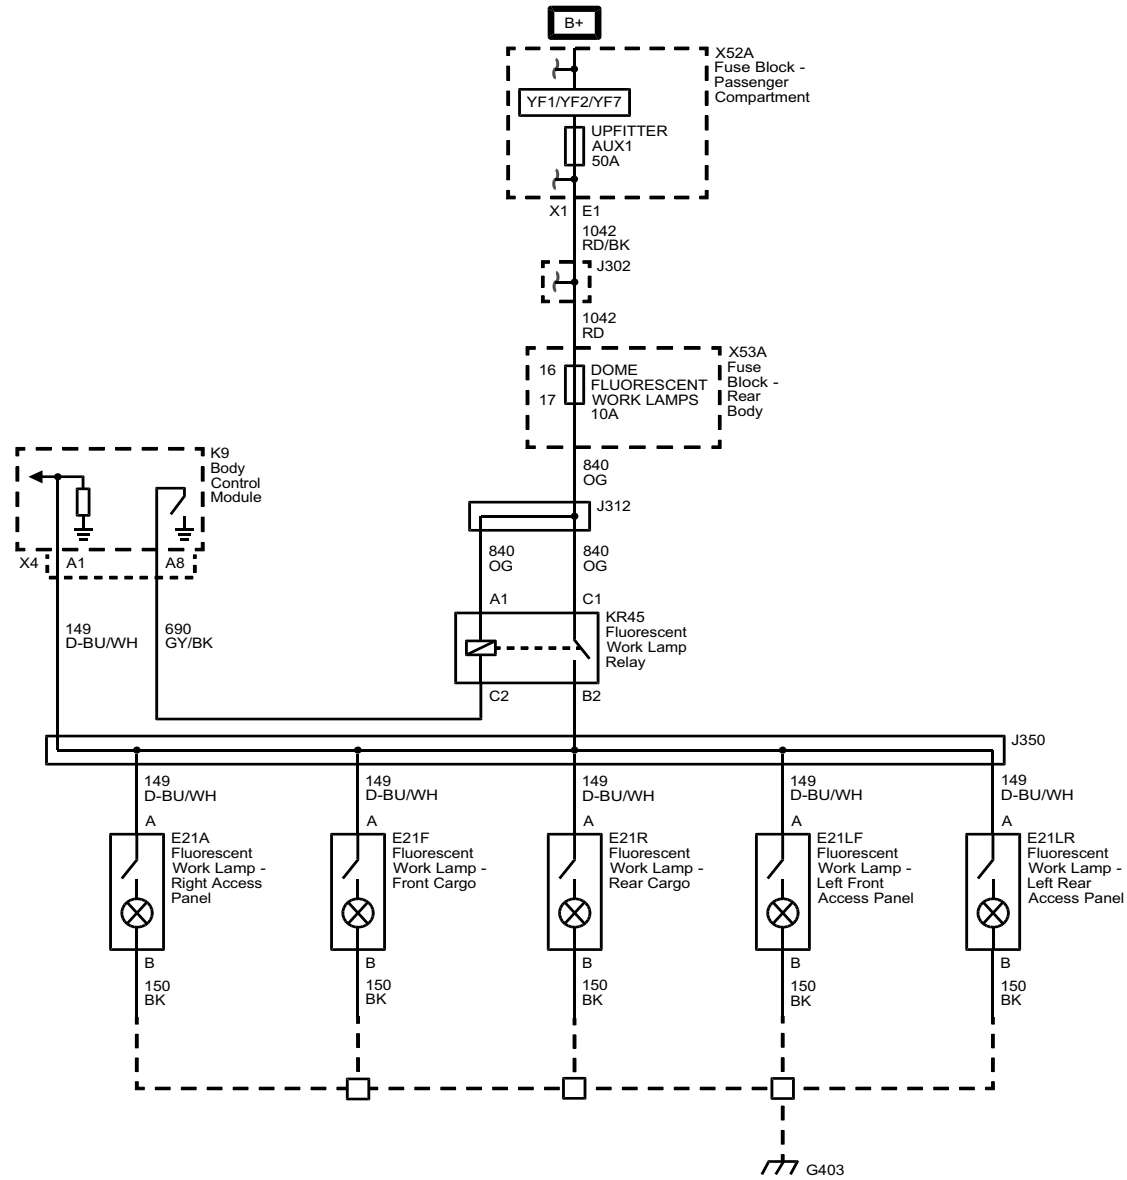 B+
X52A
Fuse Block -
Passenger
Compartment
YF1/YF2/YF7
UPFITTER
AUX1
50A
X1 E1
1042
RD/BK
J302
1042
RD
X53A
Fuse
Block -
Rear
Body
16
17
DOME
FLUORESCENT
WORK LAMPS
10A
K9
Body
Control
Module
840
OG
J312
X4 A1 A8
840
OG
840
OG
A1 C1
KR45
Fluorescent
Work Lamp
Relay
149
D-BU/WH
690
GY/BK
C2 B2
J350
149
D-BU/WH
149
D-BU/WH
149
D-BU/WH
149
D-BU/WH
149
D-BU/WH
A
A
A
A
A
E21A
Fluorescent
Work Lamp -
Right Access
Panel
E21F
Fluorescent
Work Lamp -
Front Cargo
E21R
Fluorescent
Work Lamp -
Rear Cargo
E21LF
Fluorescent
Work Lamp -
Left Front
Access Panel
E21LR
Fluorescent
Work Lamp -
Left Rear
Access Panel
B
B
B
B
B
150
BK
150
BK
150
BK
150
BK
150
BK
G403